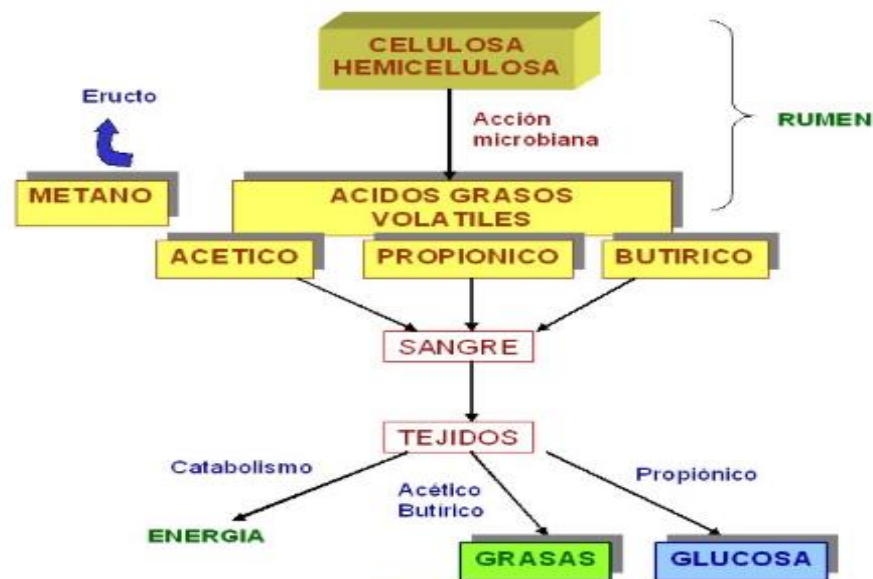 CELULOSA
HEMICELULOSA
Eructo
Acción
microbiana
RUMEN
METANO
ACIDOS GRASOS
VOLATILES
ACETICO
PROPIONICO
BUTIRICO
SANGRE
TEJIDOS
Catabolismo
Acético
Butírico
Propiónico
ENERGIA
GRASAS
GLUCOSA